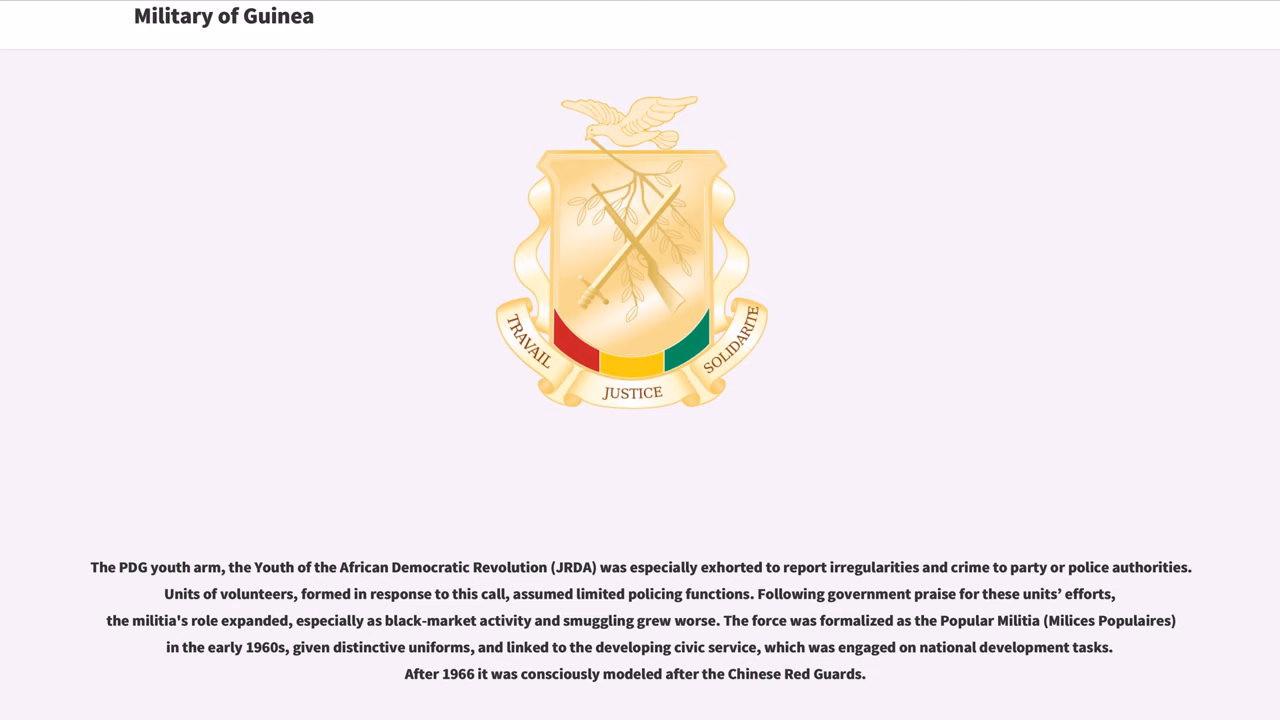 Military of Guinea
TRAVAIL
JUSTICE
SOLIDARITE
The PDG youth arm, the Youth of the African Democratic Revolution (JRDA) was especially exhorted to report irregularities and crime to party or police authorities.
Units of volunteers, formed in response to this call, assumed limited policing functions. Following government praise for these units’ efforts,
the militia's role expanded, especially as black-market activity and smuggling grew worse. The force was formalized as the Popular Militia (Milices Populaires)
in the early 1960s, given distinctive uniforms, and linked to the developing civic service, which was engaged on national development tasks.
After 1966 it was consciously modeled after the Chinese Red Guards.